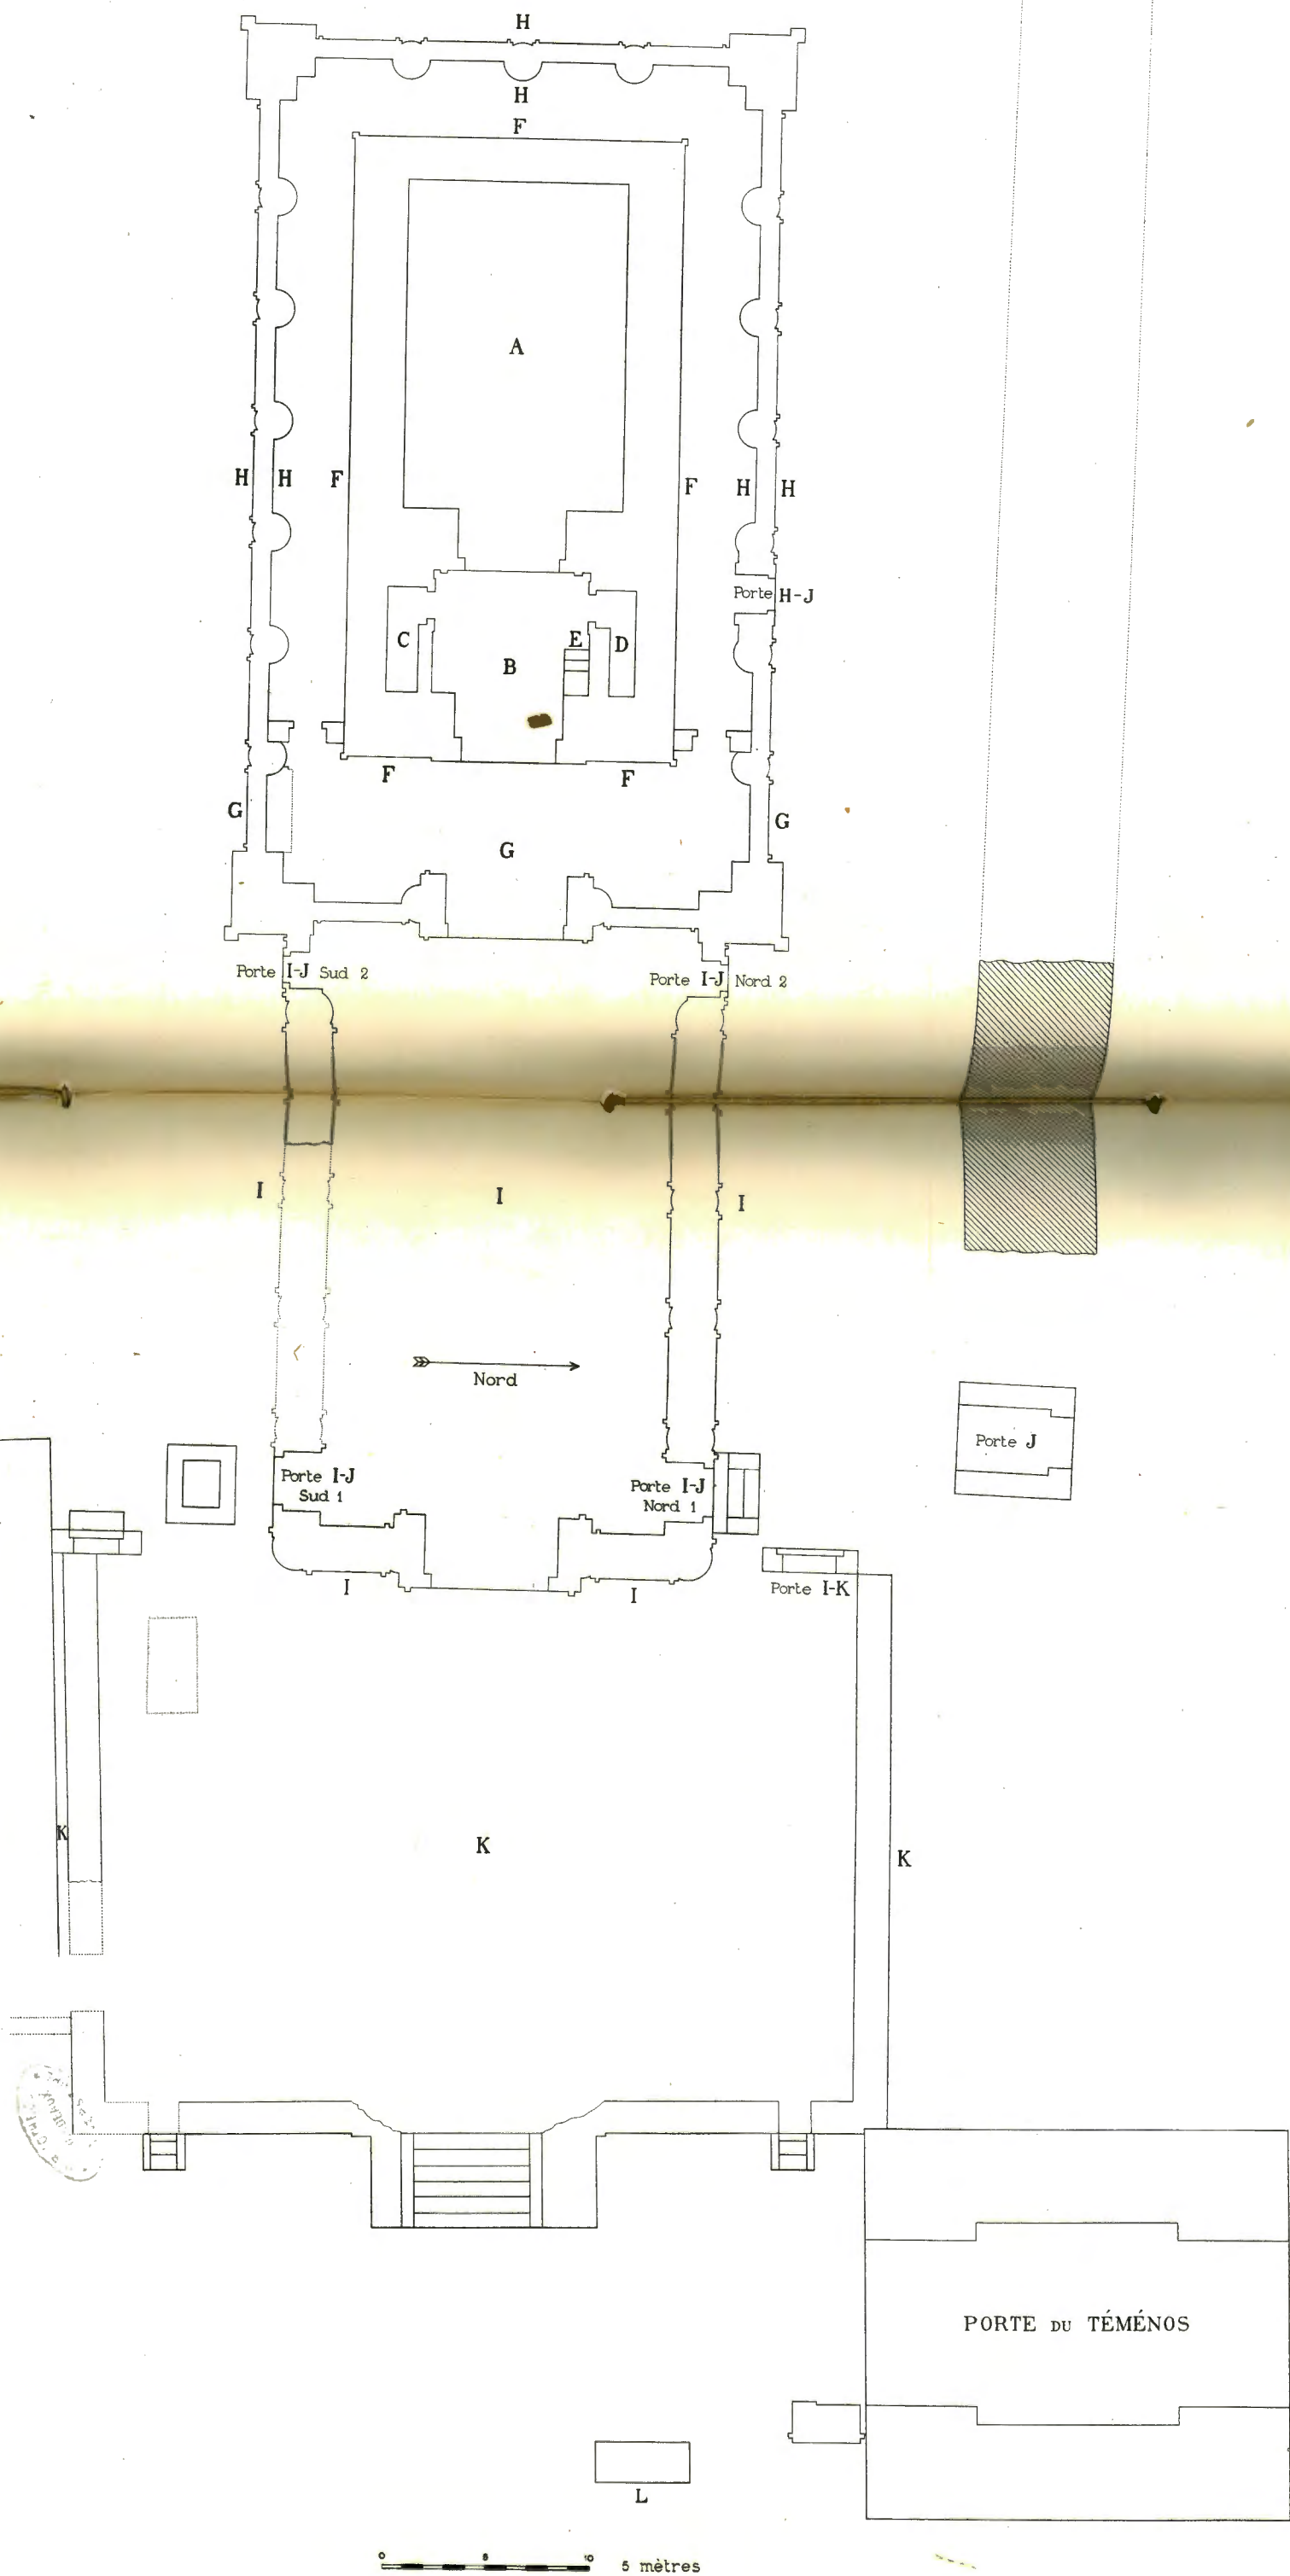 H
H
F
A
H H F F H H
Porte H-J
C E D
B
F F
G G
G
Porte I-J Sud 2
Porte I-J Nord 2
I I I
Nord
Porte J
Porte I-J
Sud 1
Porte I-J
Nord 1
I I
Porte I-K
K K K
PORTE DU TÉMÉNOS
L
0 5 10 5 mètres